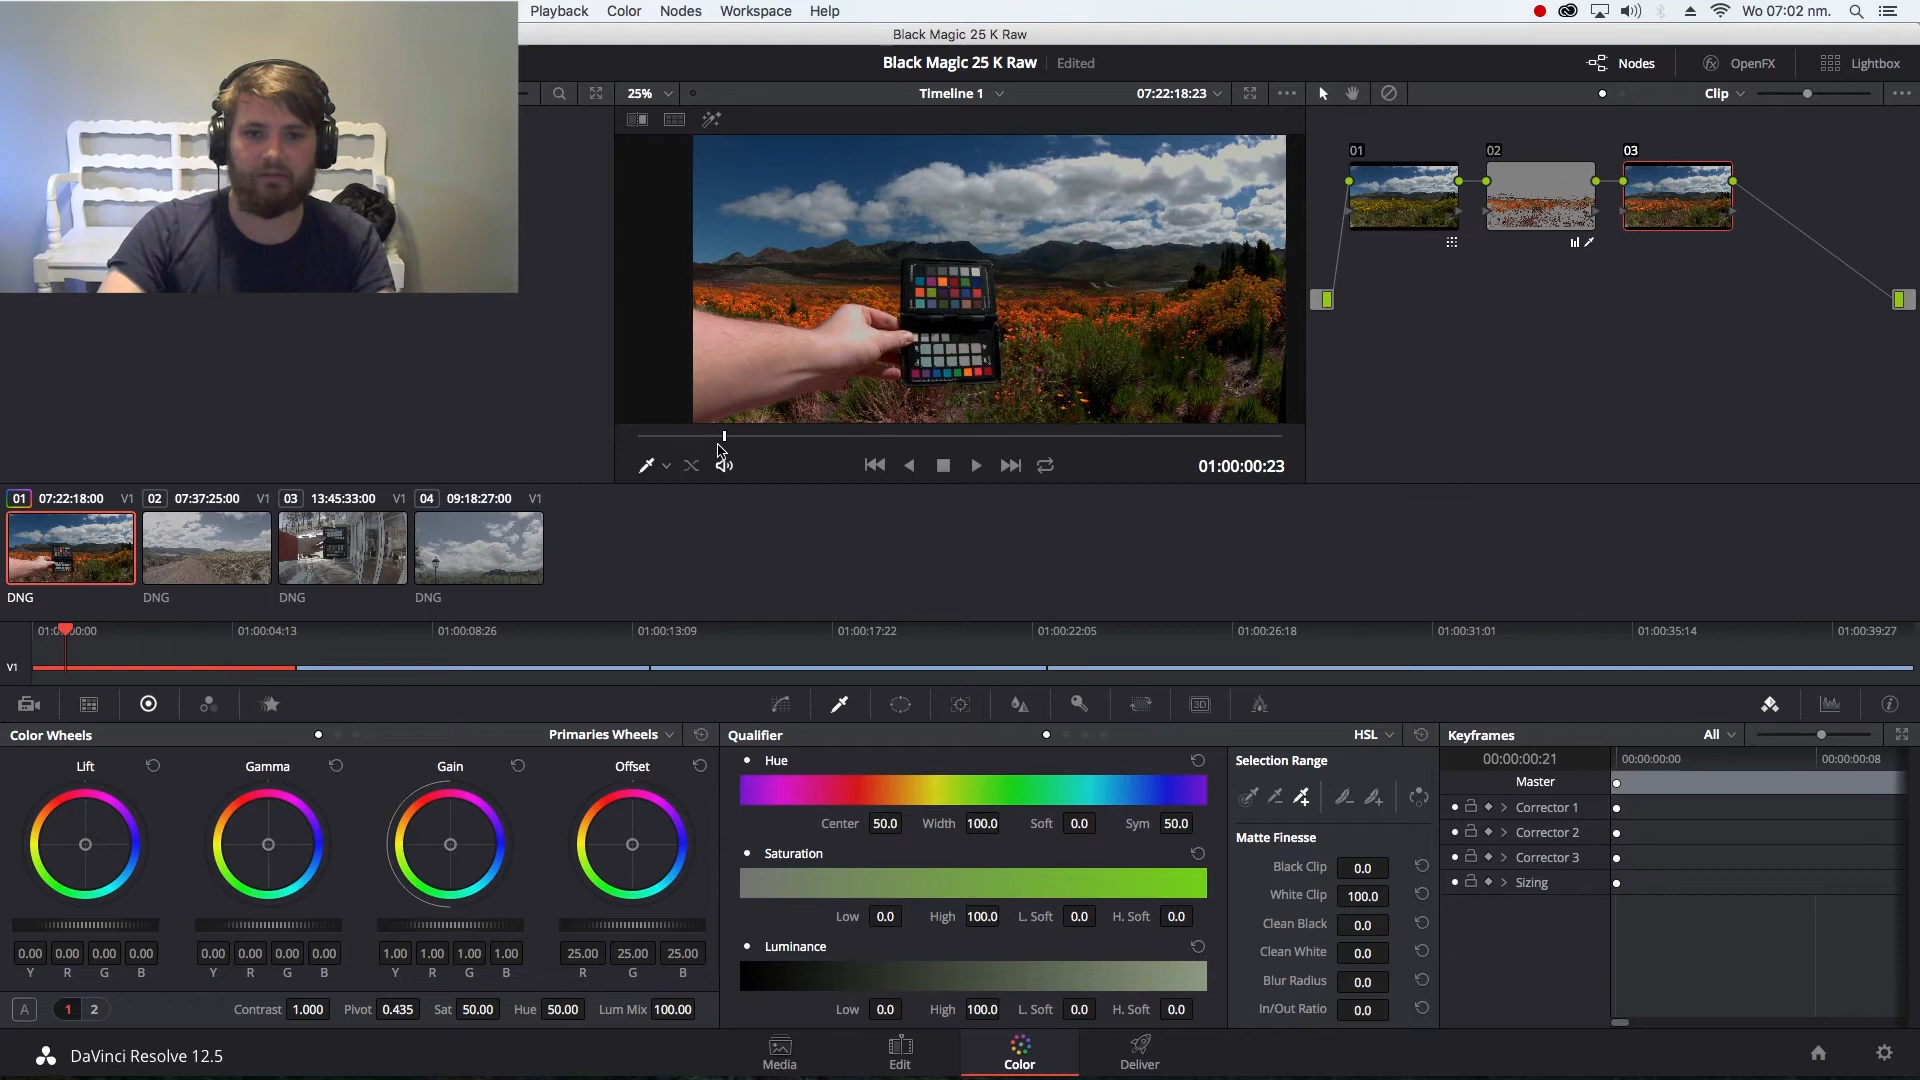 Playback Color Nodes Workspace Help Wo 07:02 nm.
Black Magic 25 K Raw
Black Magic 25 K Raw Edited Nodes OpenFX Lightbox
25% Timeline 1 07:22:18:23 Clip
01 02 03
01:00:00:23
01 07:22:18:00 V1 02 07:37:25:00 V1 03 13:45:33:00 V1 04 09:18:27:00 V1
DNG DNG DNG DNG
01:00:04:13 01:00:08:26 01:00:13:09 01:00:17:22 01:00:22:05 01:00:26:18 01:00:31:01 01:00:35:14 01:00:39:27
V1
3D
Color Wheels Primaries Wheels Qualifier HSL Keyframes All
Lift Gamma Gain Offset
0.00 0.00 0.00 0.00 0.00 0.00 0.00 0.00 1.00 1.00 1.00 1.00 25.00 25.00 25.00
Y R G B Y R G B Y R G B R G B
A 1 2 Contrast 1.000 Pivot 0.435 Sat 50.00 Hue 50.00 Lum Mix 100.00
Hue
Center 50.0 Width 100.0 Soft 0.0 Sym 50.0
Saturation
Low 0.0 High 100.0 L. Soft 0.0 H. Soft 0.0
Luminance
Low 0.0 High 100.0 L. Soft 0.0 H. Soft 0.0
Selection Range
Matte Finesse
Black Clip 0.0
White Clip 100.0
Clean Black 0.0
Clean White 0.0
Blur Radius 0.0
In/Out Ratio 0.0
00:00:00:21 00:00:00:00 00:00:00:08
Master
Corrector 1
Corrector 2
Corrector 3
Sizing
DaVinci Resolve 12.5 Media Edit Color Deliver